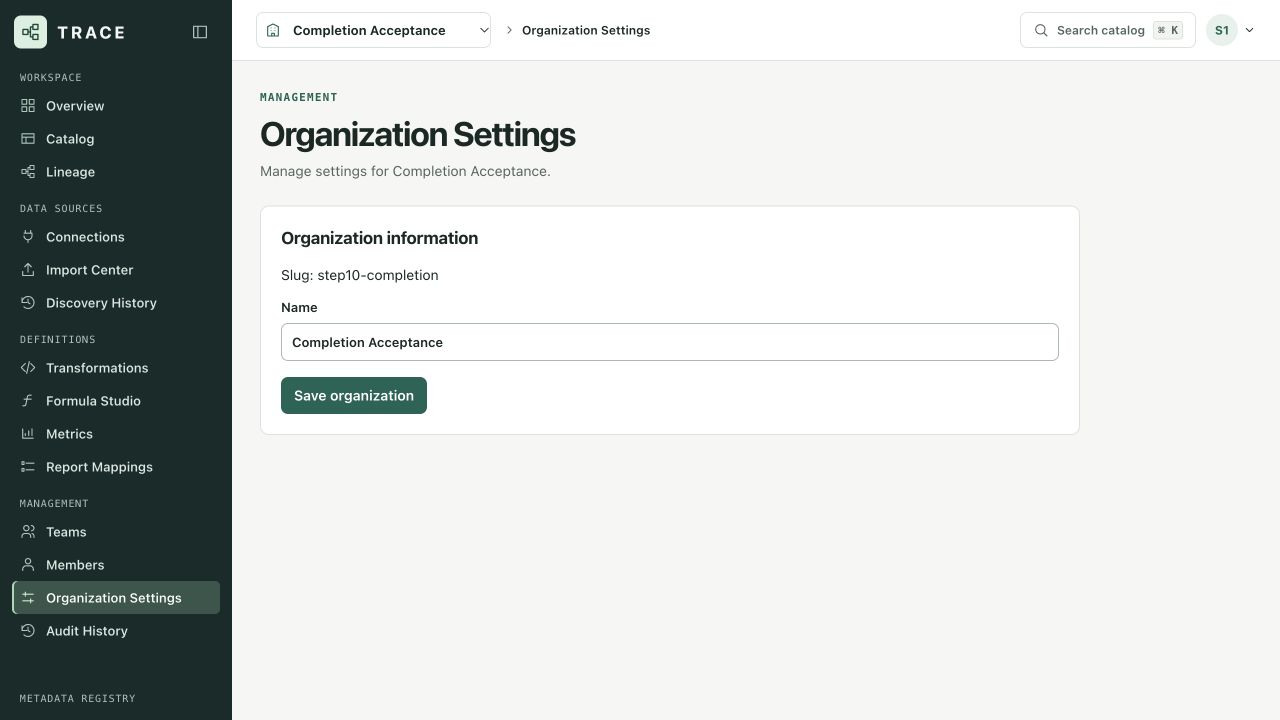 TRACE
WORKSPACE
Overview
Catalog
Lineage
DATA SOURCES
Connections
Import Center
Discovery History
DEFINITIONS
Transformations
Formula Studio
Metrics
Report Mappings
MANAGEMENT
Teams
Members
Organization Settings
Audit History
METADATA REGISTRY
Completion Acceptance
Organization Settings
Search catalog ⌘ K
S1
MANAGEMENT
Organization Settings
Manage settings for Completion Acceptance.
Organization information
Slug: step10-completion
Name
Completion Acceptance
Save organization